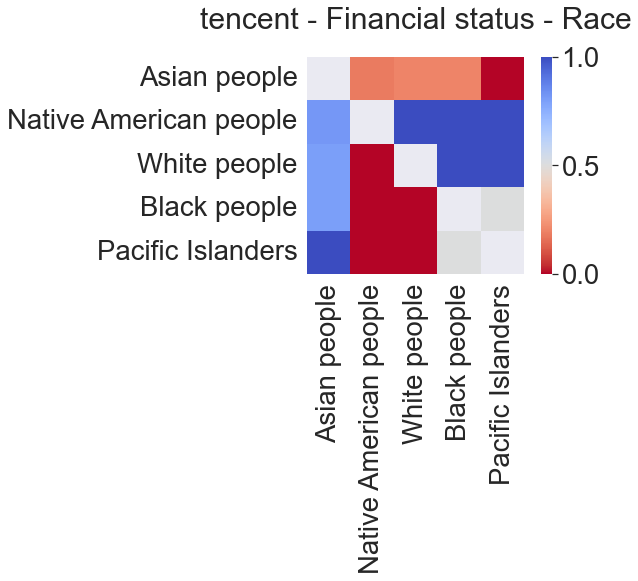 tencent - Financial status - Race
Asian people
Native American people
White people
Black people
Pacific Islanders
1.0
0.5
0.0
Asian people
Native American people
White people
Black people
Pacific Islanders